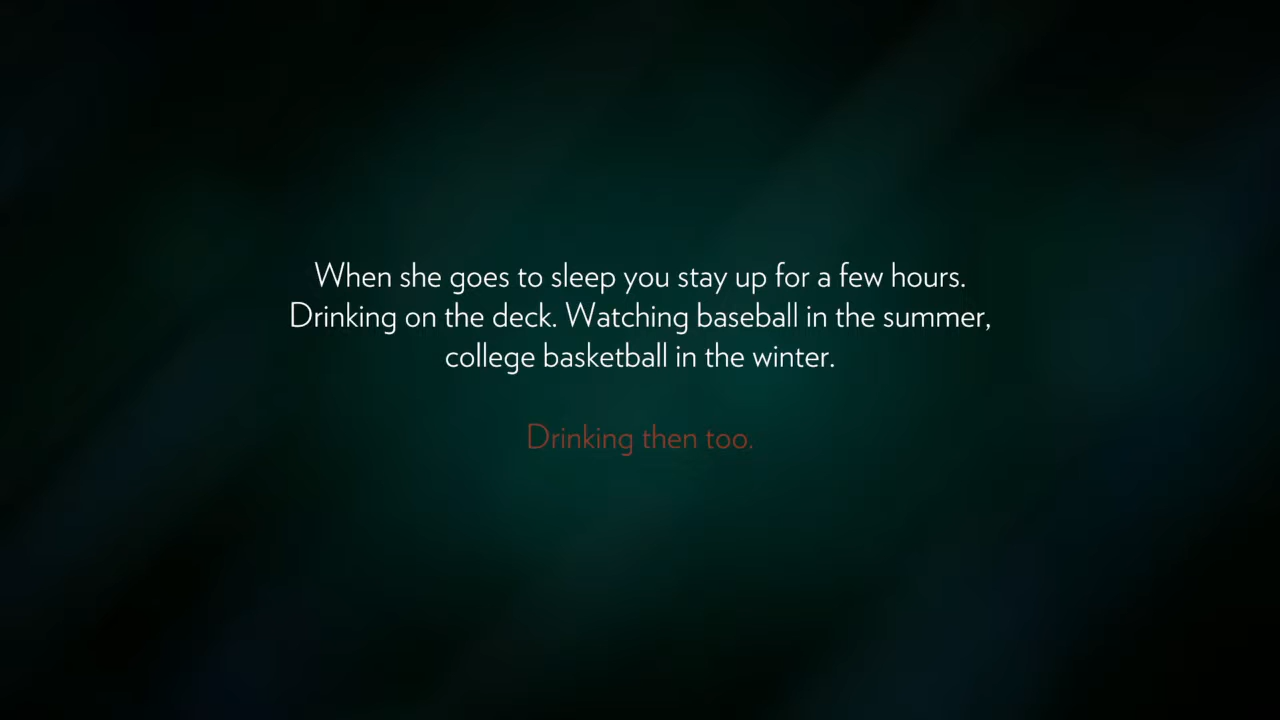 When she goes to sleep you stay up for a few hours.
Drinking on the deck. Watching baseball in the summer,
college basketball in the winter.
Drinking then too.